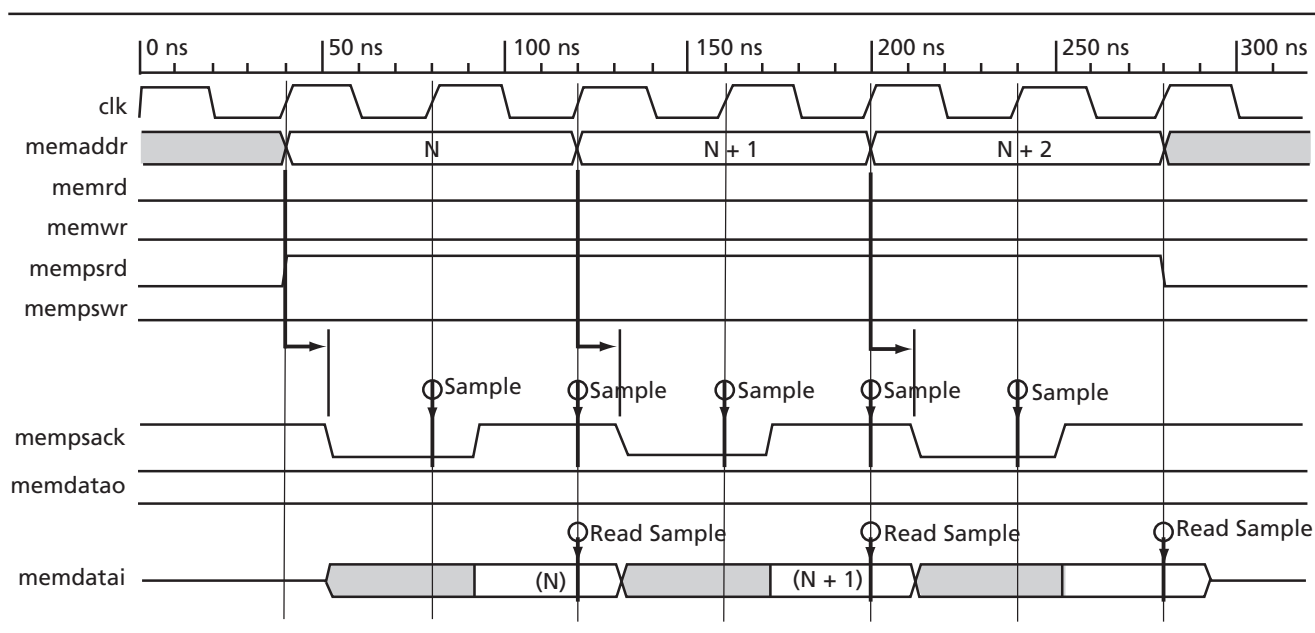 0 ns 50 ns 100 ns 150 ns 200 ns 250 ns 300 ns
clk
memaddr N N + 1 N + 2
memrd
memwr
mempsrd
mempswr
Sample Sample Sample Sample Sample
mempsack
memdatao
Read Sample Read Sample Read Sample
memdatai (N) (N + 1)